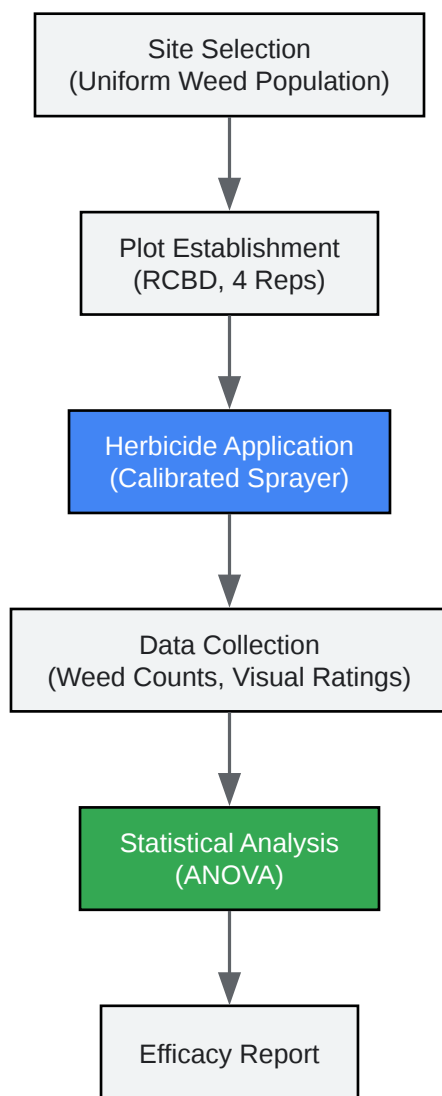 Site Selection
(Uniform Weed Population)
Plot Establishment
(RCBD, 4 Reps)
Herbicide Application
(Calibrated Sprayer)
Data Collection
(Weed Counts, Visual Ratings)
Statistical Analysis
(ANOVA)
Efficacy Report